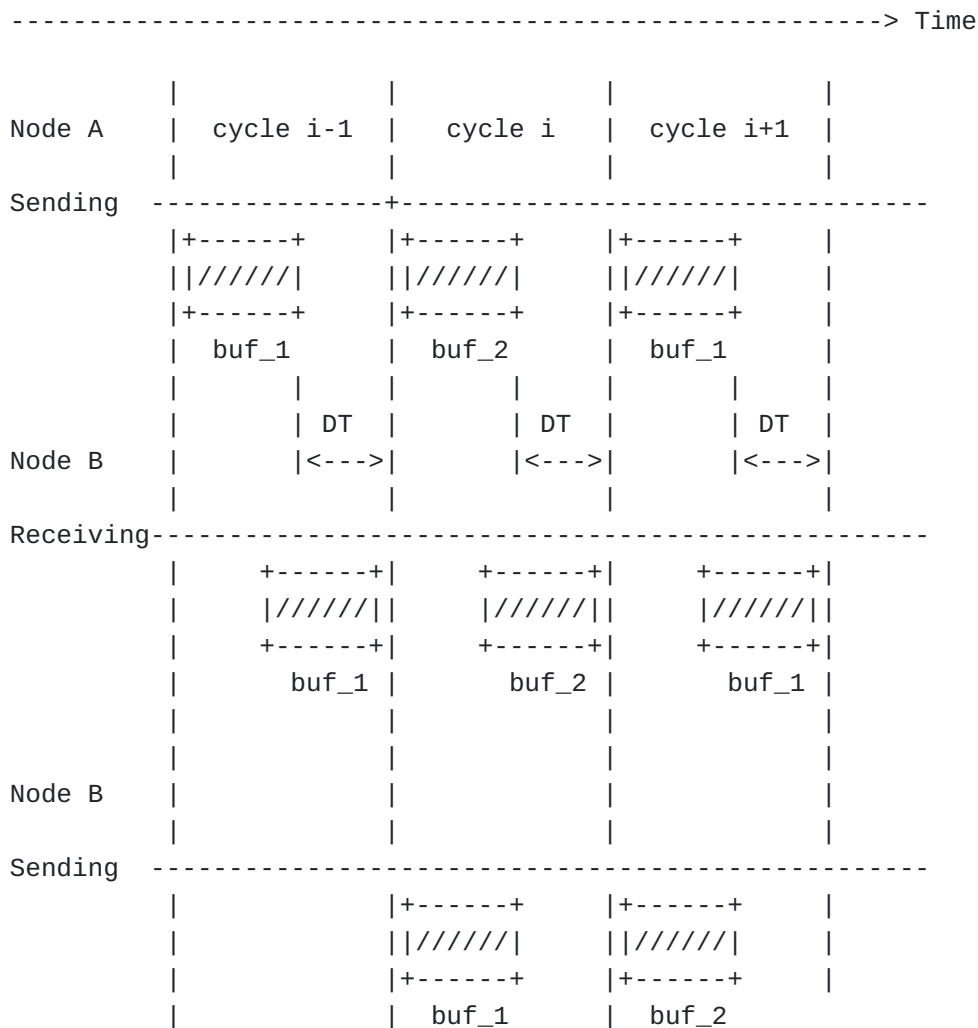 ---------------------------------------------------------> Time
Node A | cycle i-1 | cycle i | cycle i+1 |
Sending ---------------+-----------------------------------
buf_1 | buf_2 | buf_1
| DT | | DT | | DT |
Node B | |<--->| |<--->| |<--->|
Receiving---------------------------------------------------
buf_1 | buf_2 | buf_1 |
Node B
Sending ---------------------------------------------------
buf_1 | buf_2